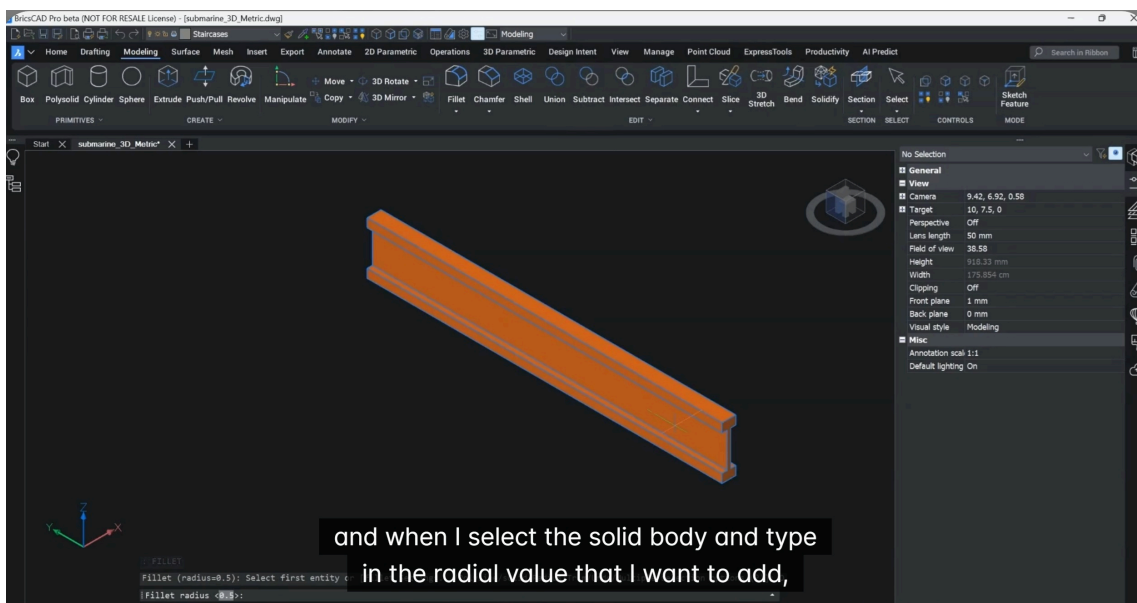 BricsCAD Pro beta (NOT FOR RESALE License) - [submarine_3D_Metric.dwg]
Staircases
Modeling
Home Drafting Modeling Surface Mesh Insert Export Annotate 2D Parametric Operations 3D Parametric Design Intent View Manage Point Cloud ExpressTools Productivity AI Predict
Search in Ribbon
Move 3D Rotate
Box Polysolid Cylinder Sphere Extrude Push/Pull Revolve Manipulate Copy 3D Mirror Fillet Chamfer Shell Union Subtract Intersect Separate Connect Slice 3D Stretch Bend Solidify Section Select Sketch Feature
PRIMITIVES CREATE MODIFY EDIT SECTION SELECT CONTROLS MODE
Start submarine_3D_Metric*
No Selection
General
View
Camera 9.42, 6.92, 0.58
Target 10, 7.5, 0
Perspective Off
Lens length 50 mm
Field of view 38.58
Height 918.33 mm
Width 175.854 cm
Clipping Off
Front plane 1 mm
Back plane 0 mm
Visual style Modeling
Misc
Annotation scal 1:1
Default lighting On
Z
Y X
and when I select the solid body and type
in the radial value that I want to add,
: FILLET
Fillet (radius=0.5): Select first entity or
Fillet radius <0.5>: